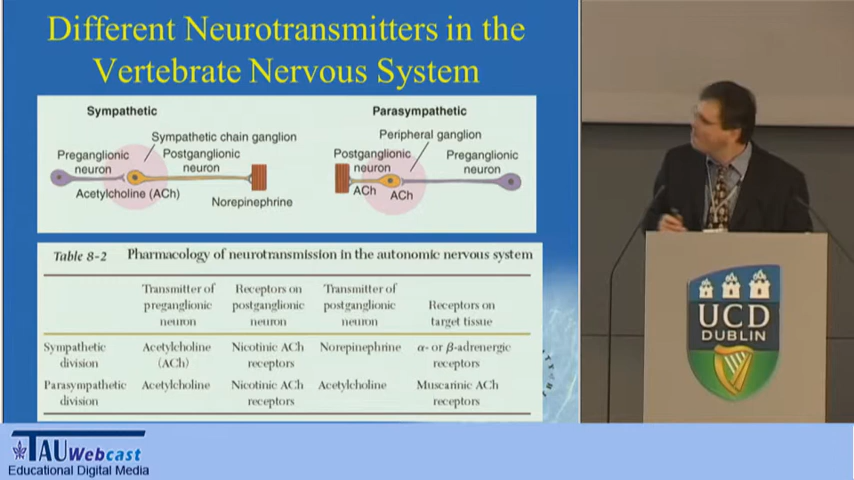 Different Neurotransmitters in the
Vertebrate Nervous System
Sympathetic
Sympathetic chain ganglion
Preganglionic
neuron
Postganglionic
neuron
Acetylcholine (ACh)
Norepinephrine
Parasympathetic
Peripheral ganglion
Postganglionic
neuron
Preganglionic
neuron
ACh
ACh
Table 8-2 Pharmacology of neurotransmission in the autonomic nervous system
Transmitter of
preganglionic
neuron
Receptors on
postganglionic
neuron
Transmitter of
postganglionic
neuron
Receptors on
target tissue
Sympathetic
division
Acetylcholine
(ACh)
Nicotinic ACh
receptors
Norepinephrine
α- or β-adrenergic
receptors
Parasympathetic
division
Acetylcholine
Nicotinic ACh
receptors
Acetylcholine
Muscarinic ACh
receptors
UCD
DUBLIN
TAU Webcast
Educational Digital Media